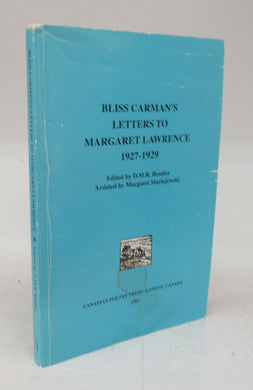 BLISS CARMAN'S
LETTERS TO
MARGARET LAWRENCE
1927-1929
Edited by D.M.R. Bentley
Assisted by Margaret Maciejewski
CANADIAN POETRY PRESS / LONDON, CANADA
1995